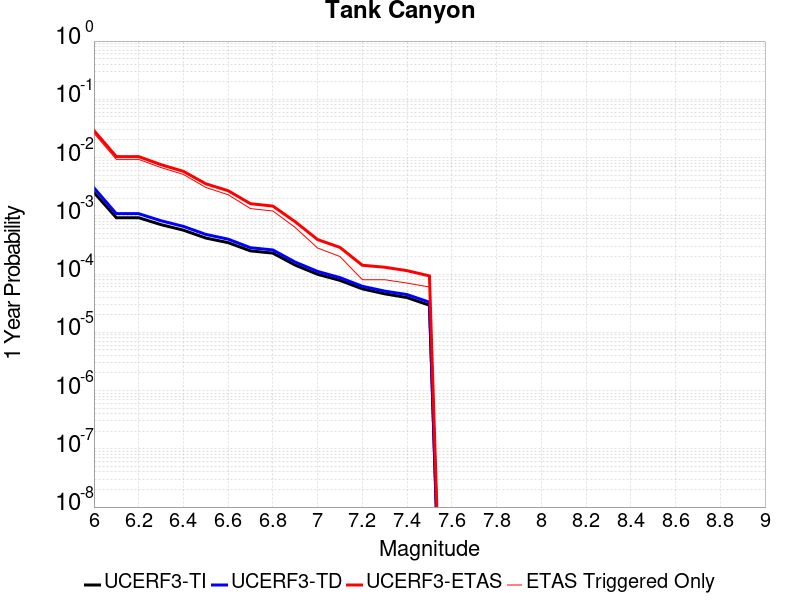 Tank Canyon
10^0
10^-1
10^-2
10^-3
10^-4
10^-5
10^-6
10^-7
10^-8
1 Year Probability
6 6.2 6.4 6.6 6.8 7 7.2 7.4 7.6 7.8 8 8.2 8.4 8.6 8.8 9
Magnitude
UCERF3-TI UCERF3-TD UCERF3-ETAS ETAS Triggered Only